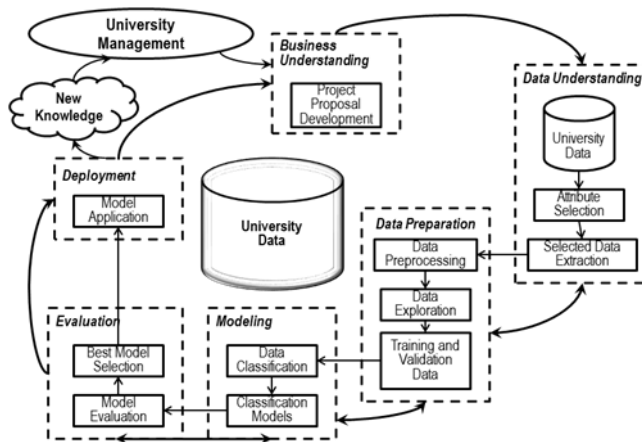 University
Management
Business
Understanding
Project
Proposal
Development
Data Understanding
University
Data
Attribute
Selection
Selected Data
Extraction
New
Knowledge
Deployment
Model
Application
University
Data
Data Preparation
Data
Preprocessing
Data
Exploration
Training and
Validation
Data
Evaluation
Best Model
Selection
Model
Evaluation
Modeling
Data
Classification
Classification
Models